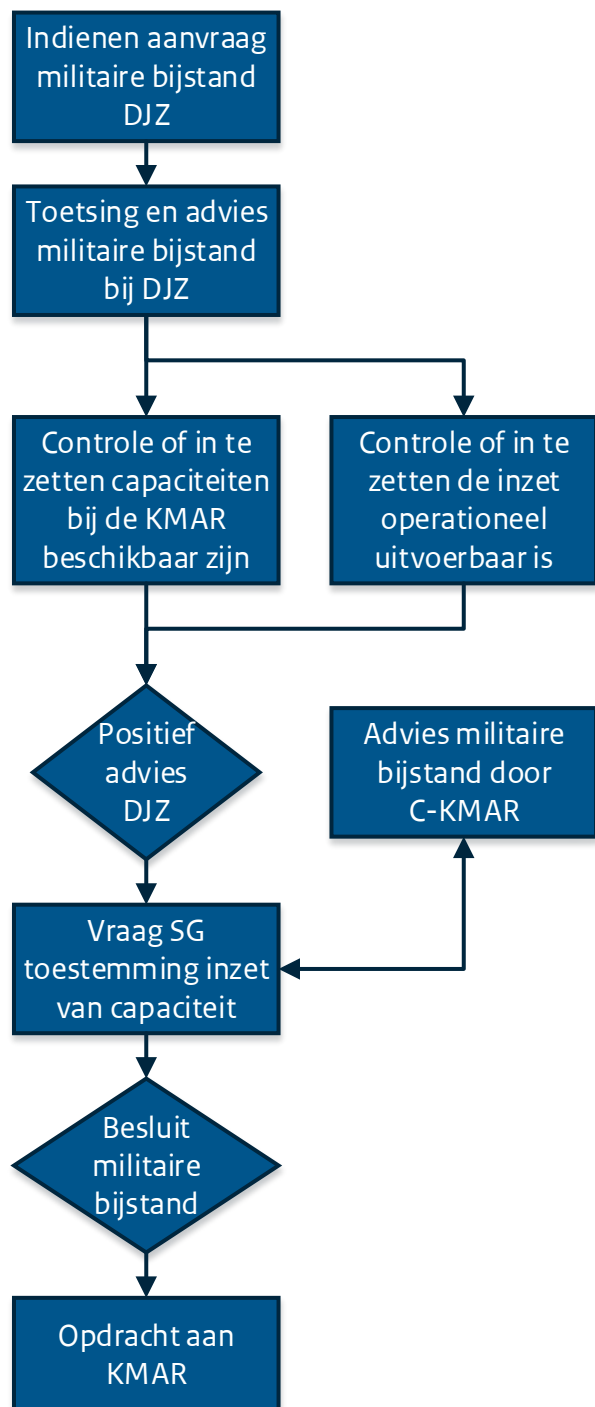 Indienen aanvraag
militaire bijstand
DJZ
Toetsing en advies
militaire bijstand
bij DJZ
Controle of in te
zetten capaciteiten
bij de KMAR
beschikbaar zijn
Controle of in te
zetten de inzet
operationeel
uitvoerbaar is
Positief
advies
DJZ
Advies militaire
bijstand door
C-KMAR
Vraag SG
toestemming inzet
van capaciteit
Besluit
militaire
bijstand
Opdracht aan
KMAR